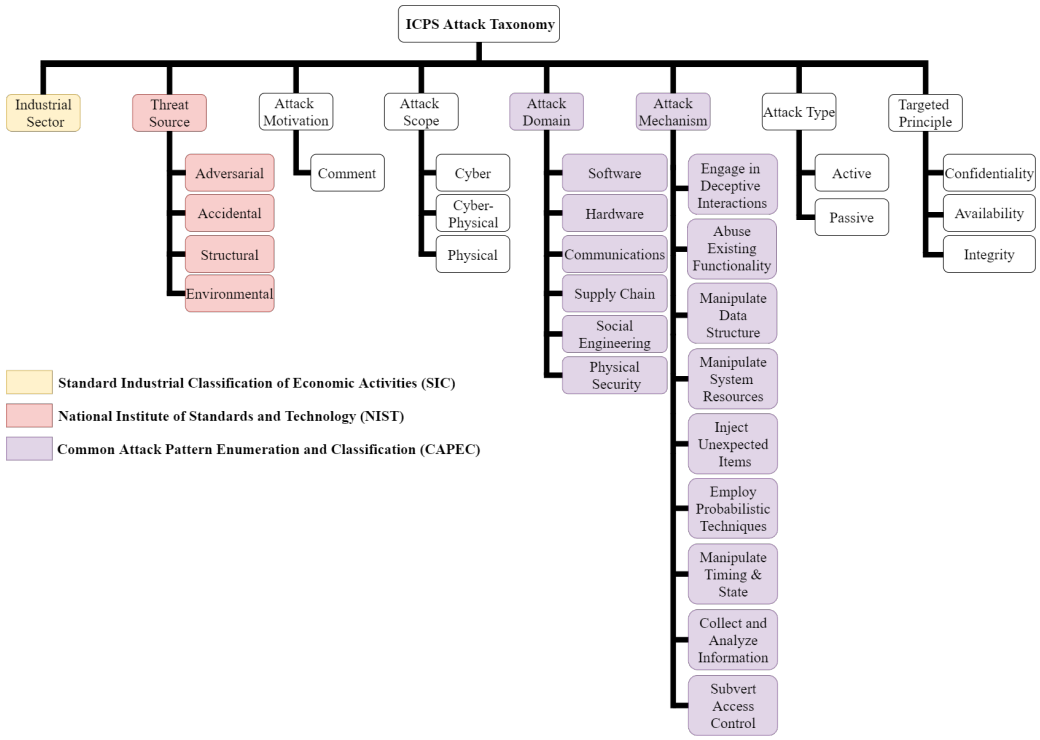 ICPS Attack Taxonomy
Industrial
Sector
Threat
Source
Attack
Motivation
Attack
Scope
Attack
Domain
Attack
Mechanism
Attack Type
Targeted
Principle
Adversarial
Accidental
Structural
Environmental
Comment
Cyber
Cyber-
Physical
Physical
Software
Hardware
Communications
Supply Chain
Social
Engineering
Physical
Security
Engage in
Deceptive
Interactions
Abuse
Existing
Functionality
Manipulate
Data
Structure
Manipulate
System
Resources
Inject
Unexpected
Items
Employ
Probabilistic
Techniques
Manipulate
Timing &
State
Collect and
Analyze
Information
Subvert
Access
Control
Active
Passive
Confidentiality
Availability
Integrity
Standard Industrial Classification of Economic Activities (SIC)
National Institute of Standards and Technology (NIST)
Common Attack Pattern Enumeration and Classification (CAPEC)